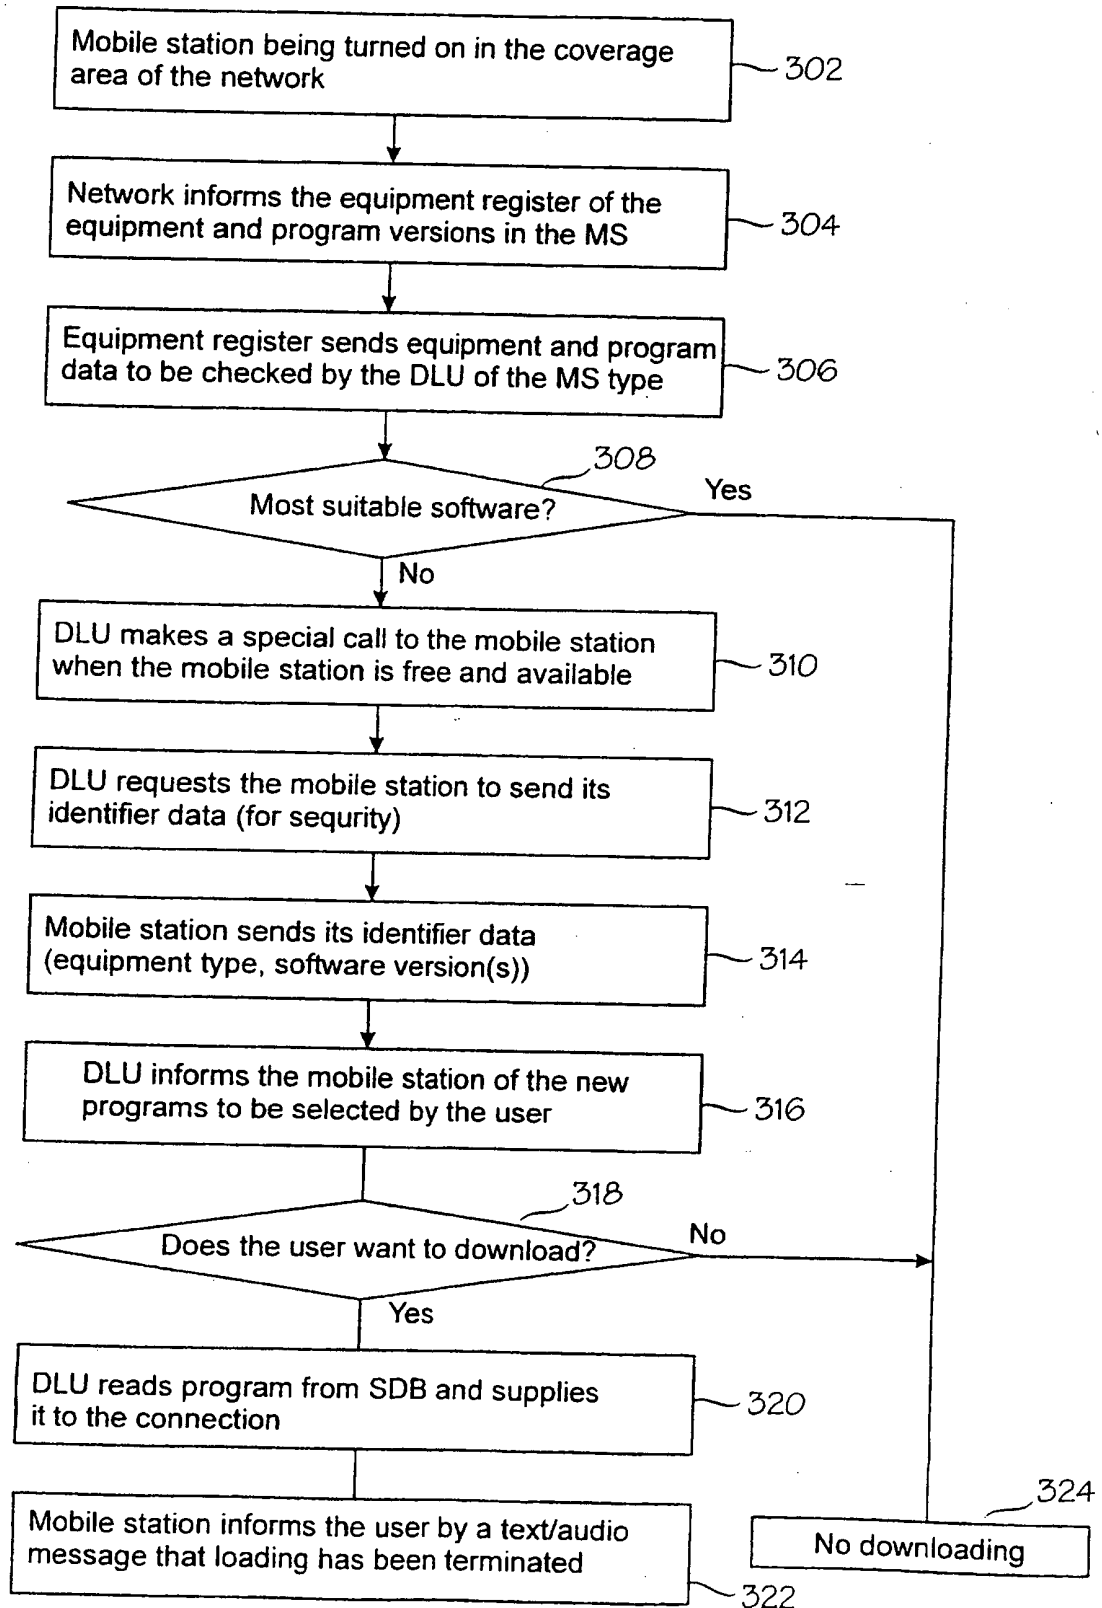 Mobile station being turned on in the coverage
area of the network
302
Network informs the equipment register of the
equipment and program versions in the MS
304
Equipment register sends equipment and program
data to be checked by the DLU of the MS type
306
308
Most suitable software?
Yes
No
DLU makes a special call to the mobile station
when the mobile station is free and available
310
DLU requests the mobile station to send its
identifier data (for sequrity)
312
Mobile station sends its identifier data
(equipment type, software version(s))
314
DLU informs the mobile station of the new
programs to be selected by the user
316
318
Does the user want to download?
No
Yes
DLU reads program from SDB and supplies
it to the connection
320
Mobile station informs the user by a text/audio
message that loading has been terminated
322
324
No downloading